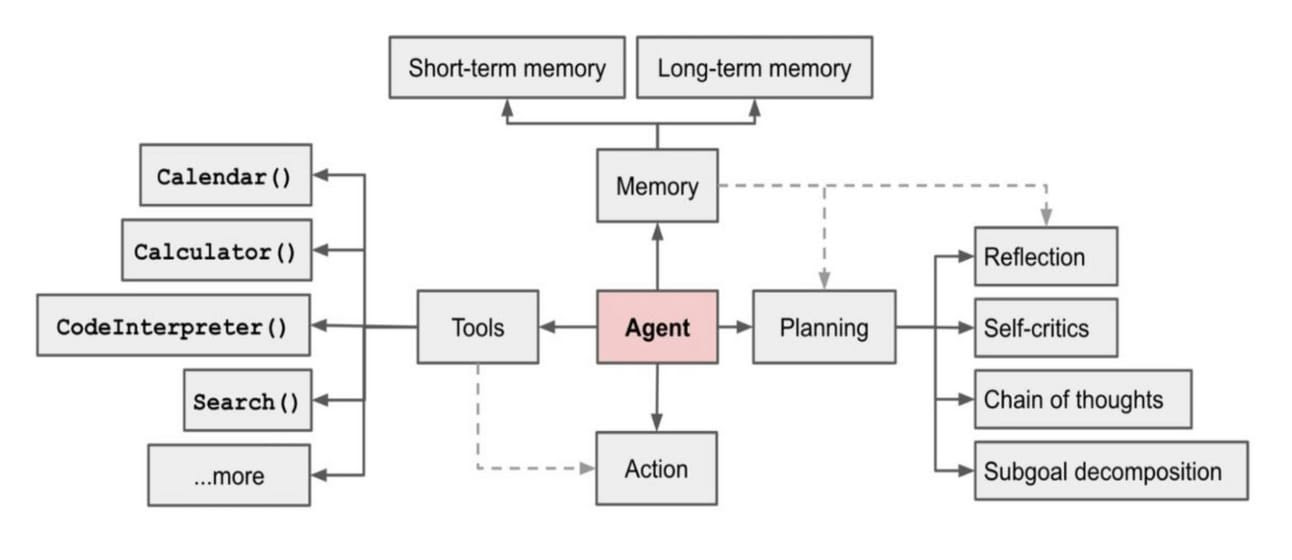 Short-term memory
Long-term memory
Calendar()
Memory
Calculator()
Reflection
CodeInterpreter()
Tools
Agent
Planning
Self-critics
Search()
Chain of thoughts
...more
Action
Subgoal decomposition